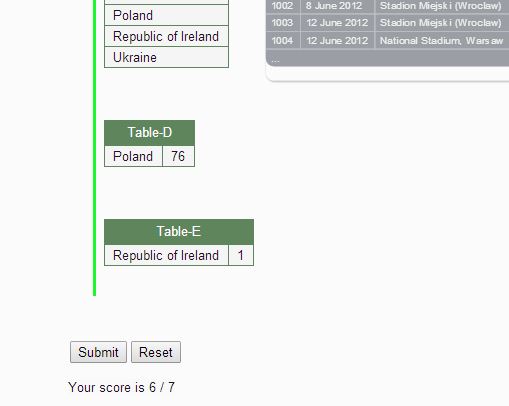 Poland
Republic of Ireland
Ukraine
1002 8 June 2012 Stadion Miejski (Wroclaw)
1003 12 June 2012 Stadion Miejski (Wroclaw)
1004 12 June 2012 National Stadium, Warsaw
...
Table-D
Poland 76
Table-E
Republic of Ireland 1
Submit Reset
Your score is 6 / 7